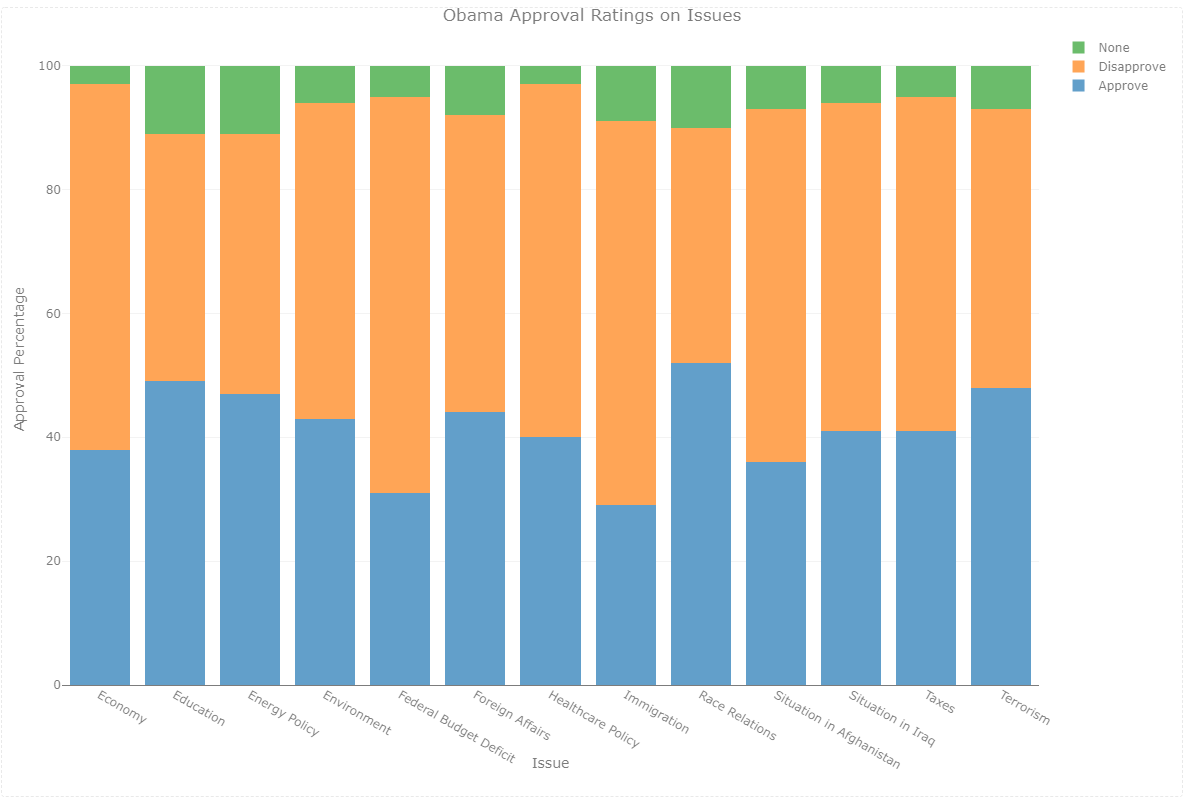 Obama Approval Ratings on Issues
None
Disapprove
Approve
Approval Percentage
100
80
60
40
20
0
Economy
Education
Energy Policy
Environment
Federal Budget Deficit
Foreign Affairs
Healthcare Policy
Immigration
Race Relations
Situation in Afghanistan
Situation in Iraq
Taxes
Terrorism
Issue